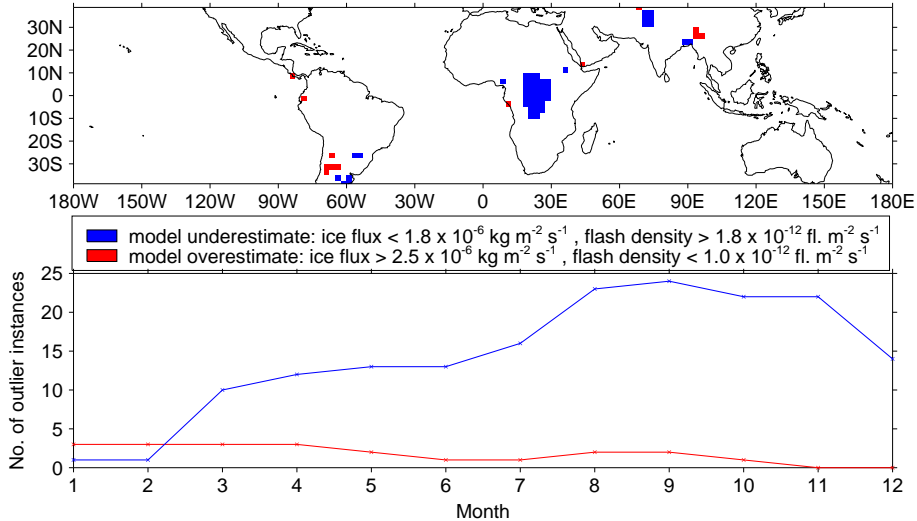 30N
20N
10N
0
10S
20S
30S
180W 150W 120W 90W 60W 30W 0 30E 60E 90E 120E 150E 180E
model underestimate: ice flux < 1.8 x 10⁻⁶ kg m⁻² s⁻¹ , flash density > 1.8 x 10⁻¹² fl. m⁻² s⁻¹
model overestimate: ice flux > 2.5 x 10⁻⁶ kg m⁻² s⁻¹ , flash density < 1.0 x 10⁻¹² fl. m⁻² s⁻¹
No. of outlier instances
25
20
15
10
5
0
1 2 3 4 5 6 7 8 9 10 11 12
Month